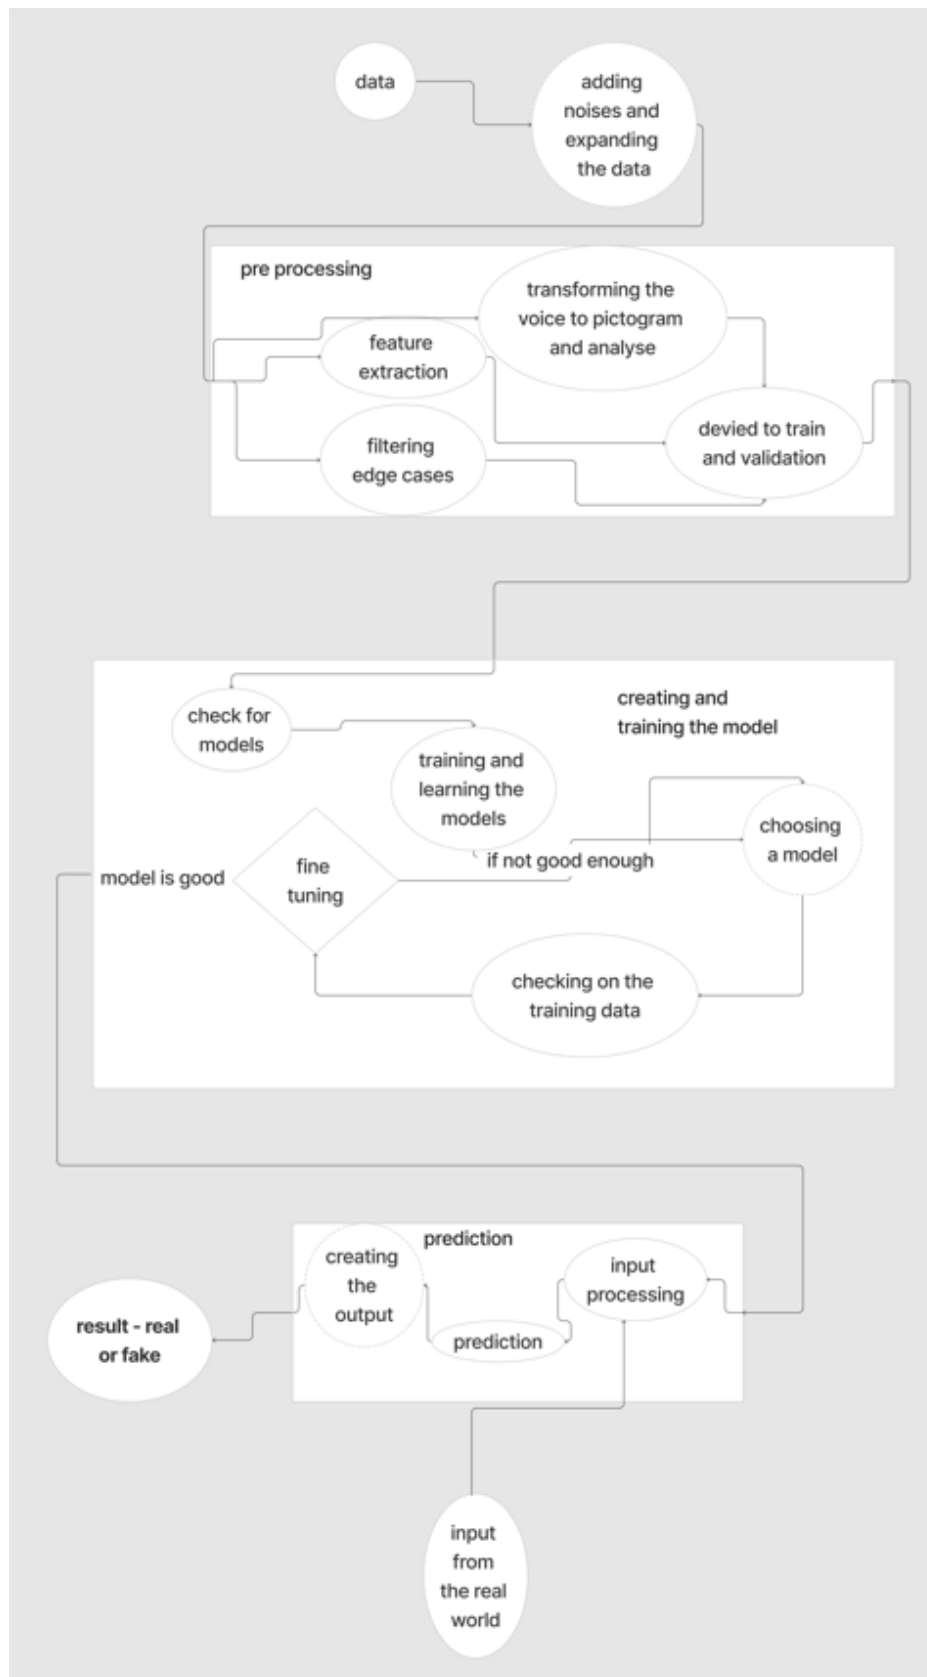 data
adding
noises and
expanding
the data
pre processing
transforming the
voice to pictogram
and analyse
feature
extraction
filtering
edge cases
devied to train
and validation
creating and
training the model
check for
models
training and
learning the
models
choosing
a model
if not good enough
fine
tuning
model is good
checking on the
training data
prediction
creating
the
output
input
processing
prediction
result - real
or fake
input
from
the real
world